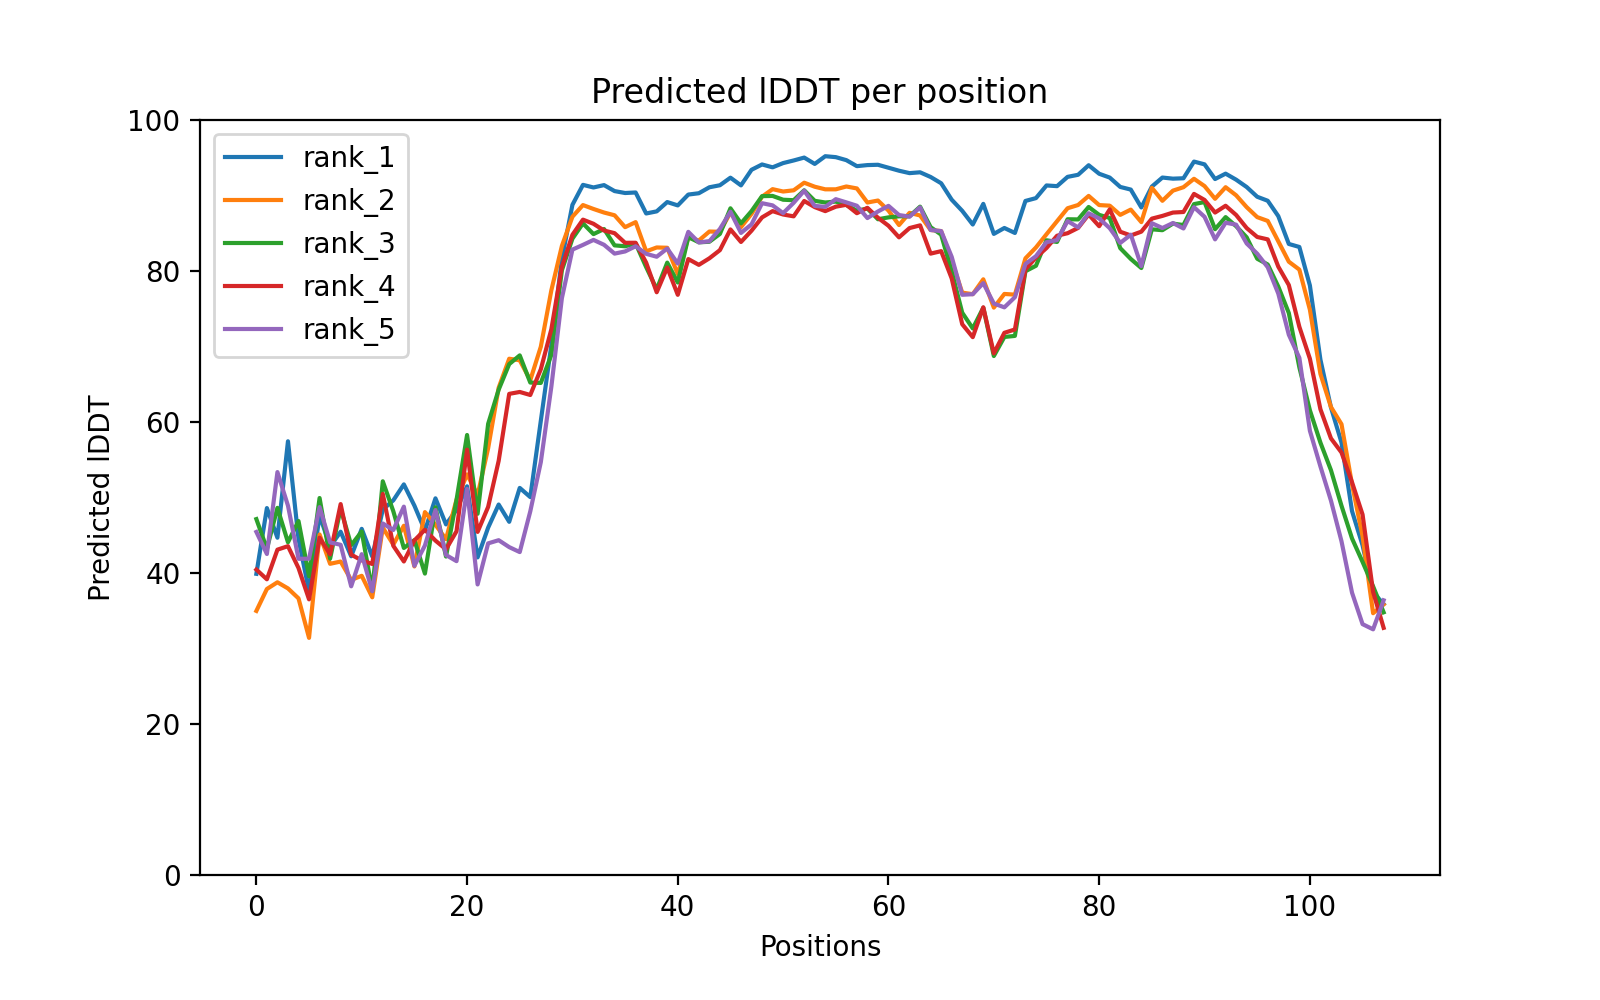 Predicted lDDT per position
100
80
60
40
20
0
Predicted lDDT
rank_1
rank_2
rank_3
rank_4
rank_5
0 20 40 60 80 100
Positions